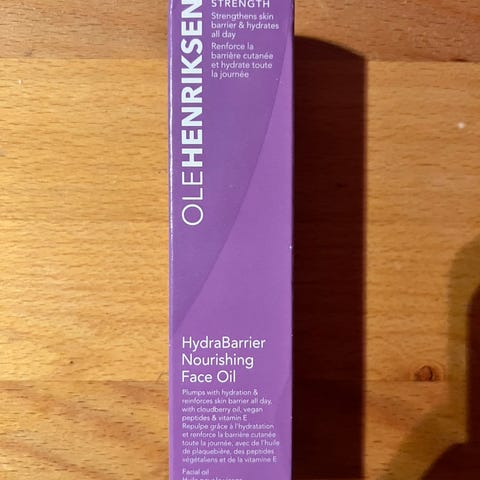 STRENGTH
Strengthens skin
barrier & hydrates
all day
Renforce la
barrière cutanée
et hydrate toute
la journée
OLEHENRIKSEN
HydraBarrier
Nourishing
Face Oil
Plumps with hydration &
reinforces skin barrier all day,
with cloudberry oil, vegan
peptides & vitamin E
Repulpe grâce à l'hydratation
et renforce la barrière cutanée
toute la journée, avec de l'huile
de plaquebière, des peptides
végétaliens et de la vitamine E
Facial oil